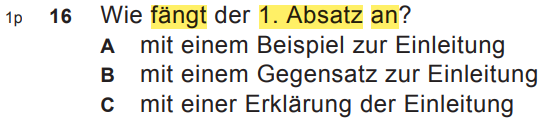 1p 16 Wie fängt der 1. Absatz an?
A mit einem Beispiel zur Einleitung
B mit einem Gegensatz zur Einleitung
C mit einer Erklärung der Einleitung